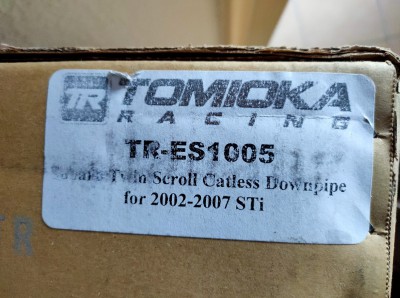 TR TOMIOKA
RACING
TR-ES1005
Twin Scroll Catless Downpipe
for 2002-2007 STi